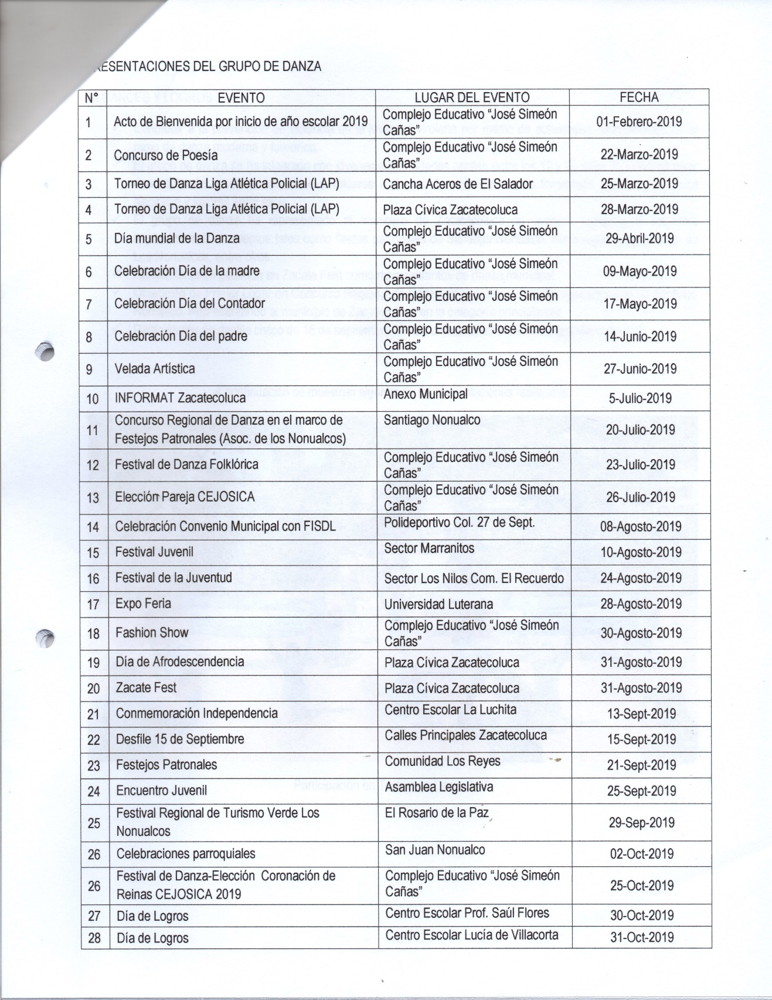 RESENTACIONES DEL GRUPO DE DANZA
N° EVENTO LUGAR DEL EVENTO FECHA
1 Acto de Bienvenida por inicio de año escolar 2019 Complejo Educativo “José Simeón Cañas” 01-Febrero-2019
2 Concurso de Poesía Complejo Educativo “José Simeón Cañas” 22-Marzo-2019
3 Torneo de Danza Liga Atlética Policial (LAP) Cancha Aceros de El Salvador 25-Marzo-2019
4 Torneo de Danza Liga Atlética Policial (LAP) Plaza Cívica Zacatecoluca 28-Marzo-2019
5 Día mundial de la Danza Complejo Educativo “José Simeón Cañas” 29-Abril-2019
6 Celebración Día de la madre Complejo Educativo “José Simeón Cañas” 09-Mayo-2019
7 Celebración Día del Contador Complejo Educativo “José Simeón Cañas” 17-Mayo-2019
8 Celebración Día del padre Complejo Educativo “José Simeón Cañas” 14-Junio-2019
9 Velada Artística Complejo Educativo “José Simeón Cañas” 27-Junio-2019
10 INFORMAT Zacatecoluca Anexo Municipal 5-Julio-2019
11 Concurso Regional de Danza en el marco de Festejos Patronales (Asoc. de los Nonualcos) Santiago Nonualco 20-Julio-2019
12 Festival de Danza Folklórica Complejo Educativo “José Simeón Cañas” 23-Julio-2019
13 Elección Pareja CEJOSICA Complejo Educativo “José Simeón Cañas” 26-Julio-2019
14 Celebración Convenio Municipal con FISDL Polideportivo Col. 27 de Sept. 08-Agosto-2019
15 Festival Juvenil Sector Marranitos 10-Agosto-2019
16 Festival de la Juventud Sector Los Nilos Com. El Recuerdo 24-Agosto-2019
17 Expo Feria Universidad Luterana 28-Agosto-2019
18 Fashion Show Complejo Educativo “José Simeón Cañas” 30-Agosto-2019
19 Día de Afrodescendencia Plaza Cívica Zacatecoluca 31-Agosto-2019
20 Zacate Fest Plaza Cívica Zacatecoluca 31-Agosto-2019
21 Conmemoración Independencia Centro Escolar La Luchita 13-Sept-2019
22 Desfile 15 de Septiembre Calles Principales Zacatecoluca 15-Sept-2019
23 Festejos Patronales Comunidad Los Reyes 21-Sept-2019
24 Encuentro Juvenil Asamblea Legislativa 25-Sept-2019
25 Festival Regional de Turismo Verde Los Nonualcos El Rosario de la Paz 29-Sep-2019
26 Celebraciones parroquiales San Juan Nonualco 02-Oct-2019
26 Festival de Danza-Elección Coronación de Reinas CEJOSICA 2019 Complejo Educativo “José Simeón Cañas” 25-Oct-2019
27 Día de Logros Centro Escolar Prof. Saúl Flores 30-Oct-2019
28 Día de Logros Centro Escolar Lucía de Villacorta 31-Oct-2019